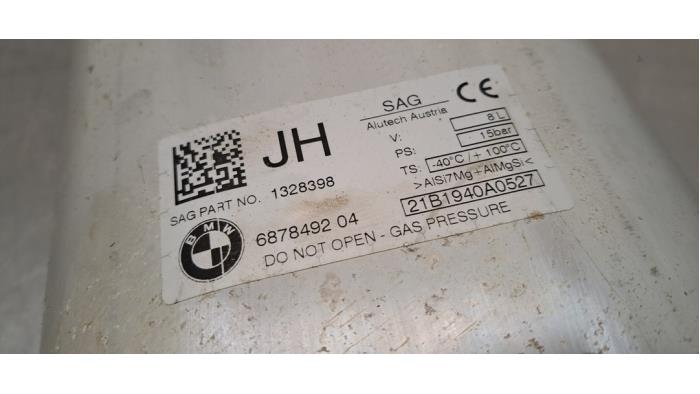 JH
SAG PART NO. 1328398
BMW
6878492 04
DO NOT OPEN - GAS PRESSURE
SAG
Alutech Austria
CE
V: 8 L
PS: 15bar
TS: -40°C/+100°C
>AlSi7Mg+AlMgSi<
21B1940A0527